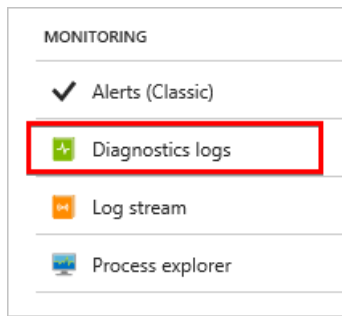 MONITORING
Alerts (Classic)
Diagnostics logs
Log stream
Process explorer